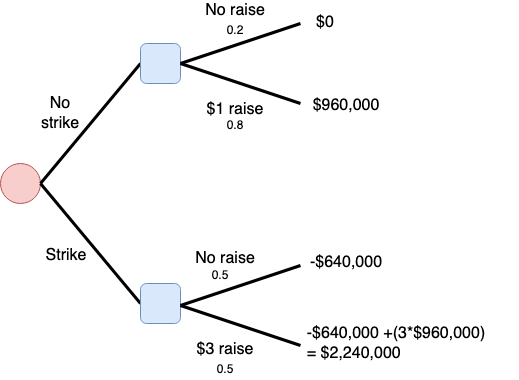 No raise
0.2
$0
No
strike
$1 raise
0.8
$960,000
Strike
No raise
0.5
-$640,000
$3 raise
0.5
-$640,000 +(3*$960,000)
= $2,240,000